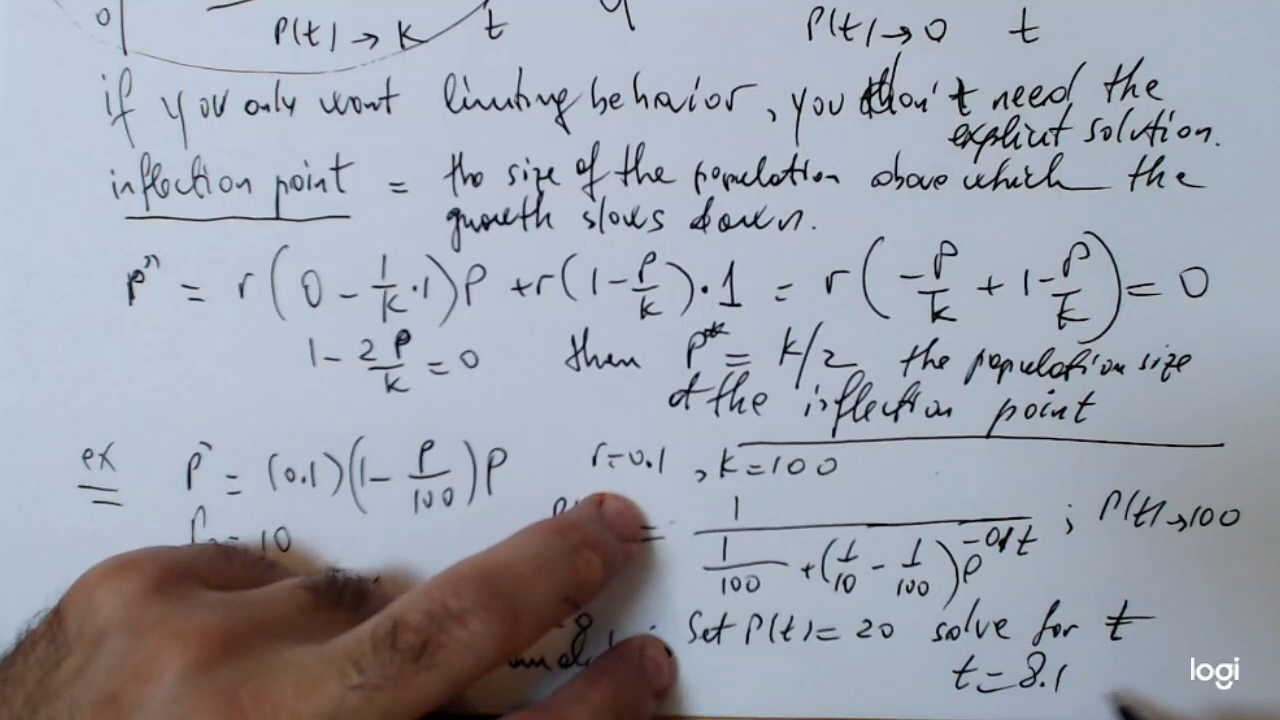 0
P(t) → K t
P(t) → 0 t
if you only want limiting behavior, you don't need the
explicit solution.
inflection point = the size of the population above which the
growth slows down.
P'' = r(0 - 1/K · 1)P + r(1 - P/K) · 1 = r(-P/K + 1 - P/K) = 0
1 - 2P/K = 0 then P* = K/2 the population size
at the inflection point
ex P' = (0.1)(1 - P/100)P r=0.1, K=100
= 10
= 1/(1/100 + (1/10 - 1/100)e^-0.1t) ; P(t) → 100
Set P(t) = 20 solve for t
t = 8.1
logi